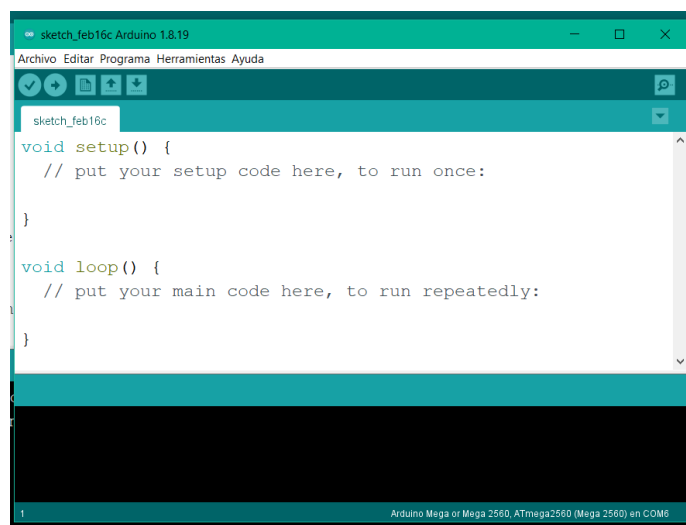 sketch_feb16c Arduino 1.8.19
Archivo Editar Programa Herramientas Ayuda
sketch_feb16c
void setup() {
  // put your setup code here, to run once:
}
void loop() {
  // put your main code here, to run repeatedly:
}
1
Arduino Mega or Mega 2560, ATmega2560 (Mega 2560) en COM6